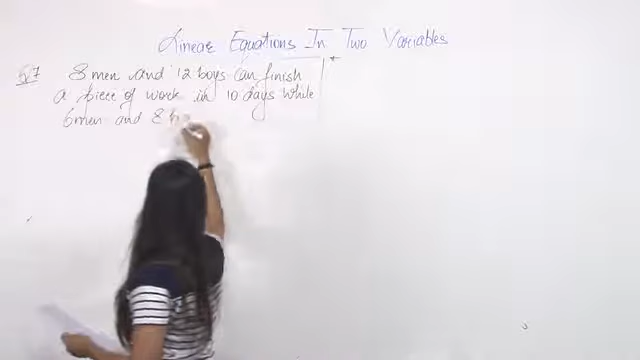 Linear Equations In Two Variables
Q7 8 men and 12 boys can finish
a piece of work in 10 days while
6 men and 8